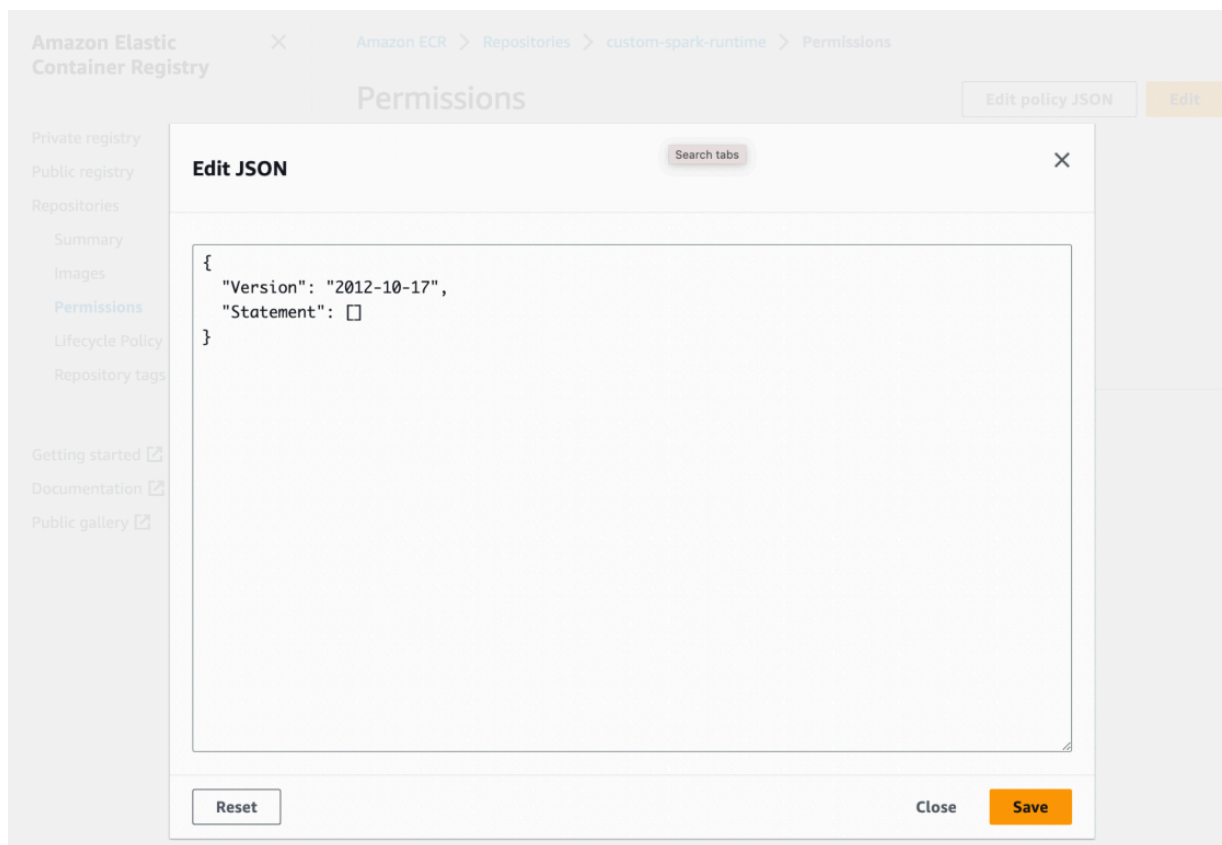 Amazon Elastic
Container Registry
Amazon ECR > Repositories > custom-spark-runtime > Permissions
Permissions
Edit policy JSON
Edit
Private registry
Public registry
Repositories
Summary
Images
Permissions
Lifecycle Policy
Repository tags
Getting started
Documentation
Public gallery
Edit JSON
Search tabs
{
  "Version": "2012-10-17",
  "Statement": []
}
Reset
Close
Save